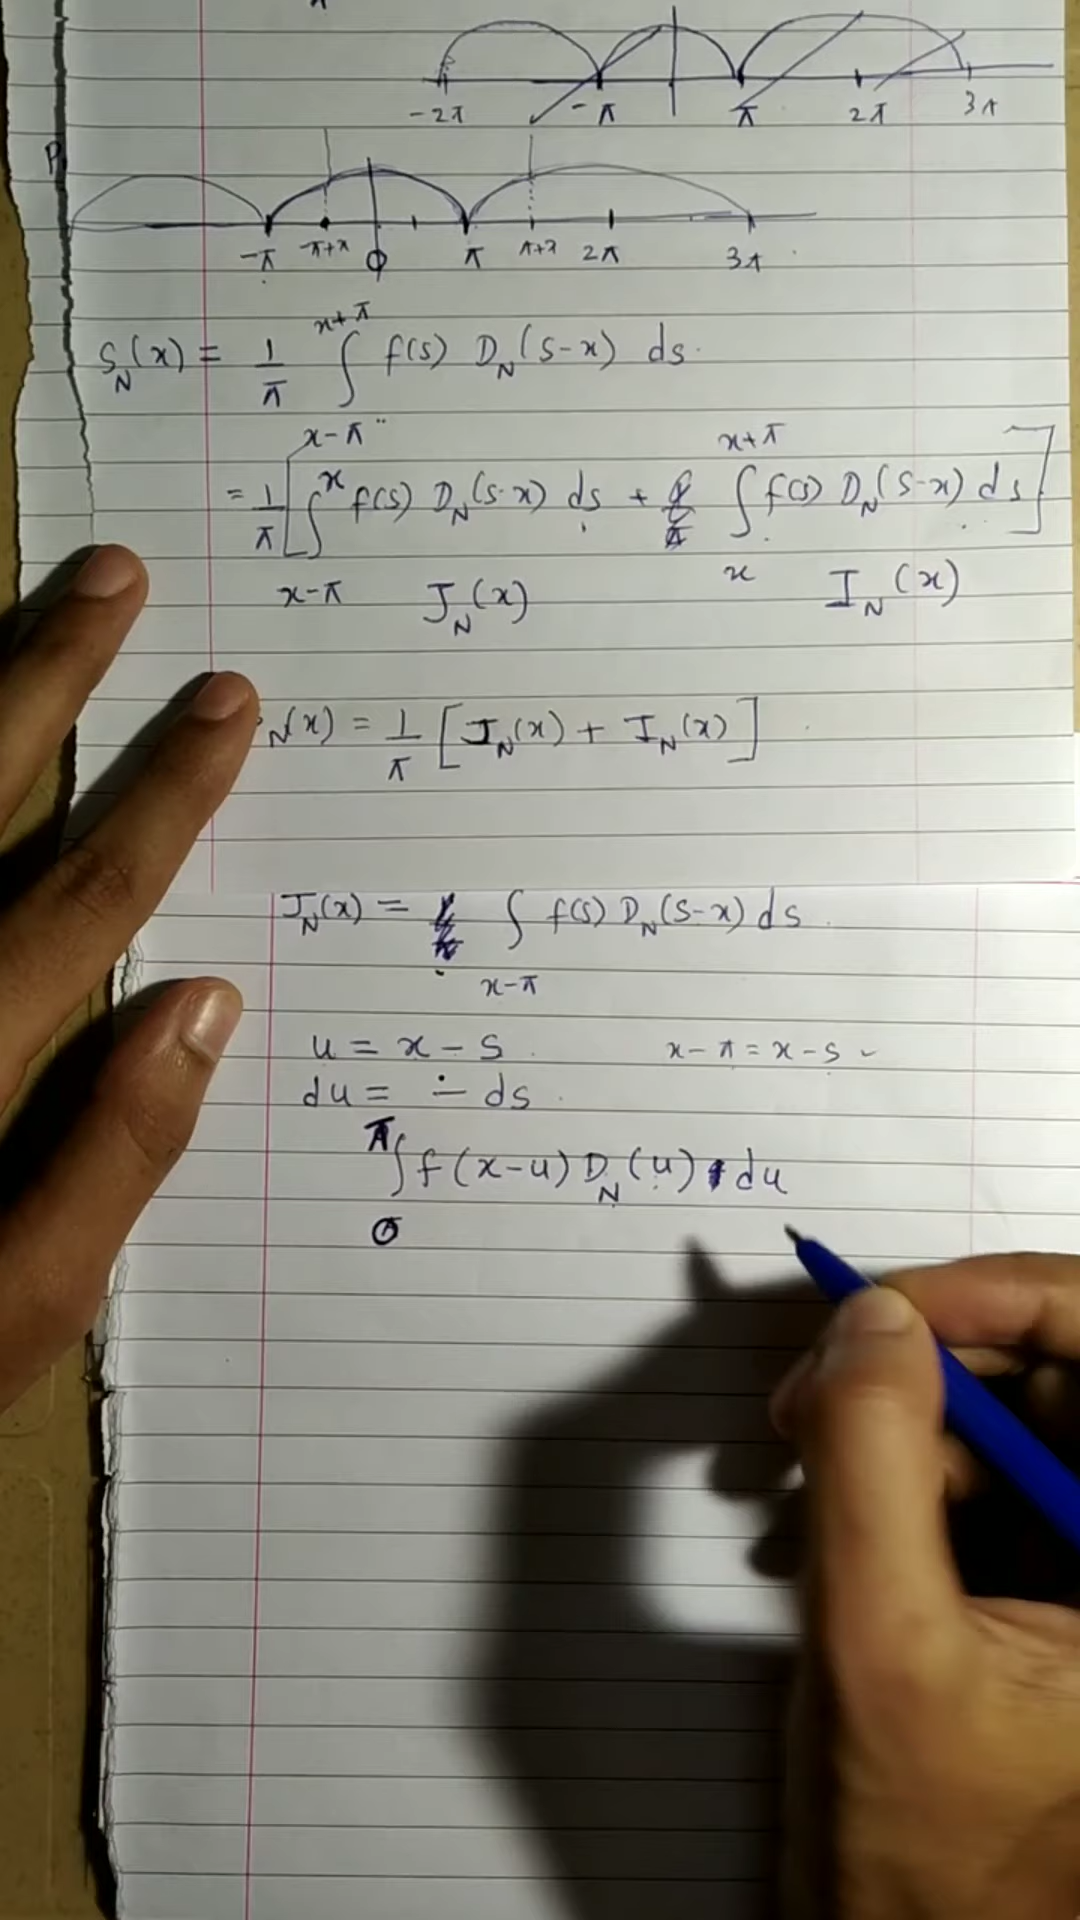 -2π -π π 2π 3π
P
-π -π+x 0 π π+x 2π 3π
S_N(x) = 1/π ∫_{x-π}^{x+π} f(s) D_N(s-x) ds.
= 1/π [ ∫_{x-π}^{x} f(s) D_N(s-x) ds + ∫_{x}^{x+π} f(s) D_N(s-x) ds ]
J_N(x) I_N(x)
N(x) = 1/π [ J_N(x) + I_N(x) ]
J_N(x) = ∫_{x-π} f(s) D_N(s-x) ds
u = x - s x - π = x - s
du = - ds
∫_0^π f(x-u) D_N(u) du